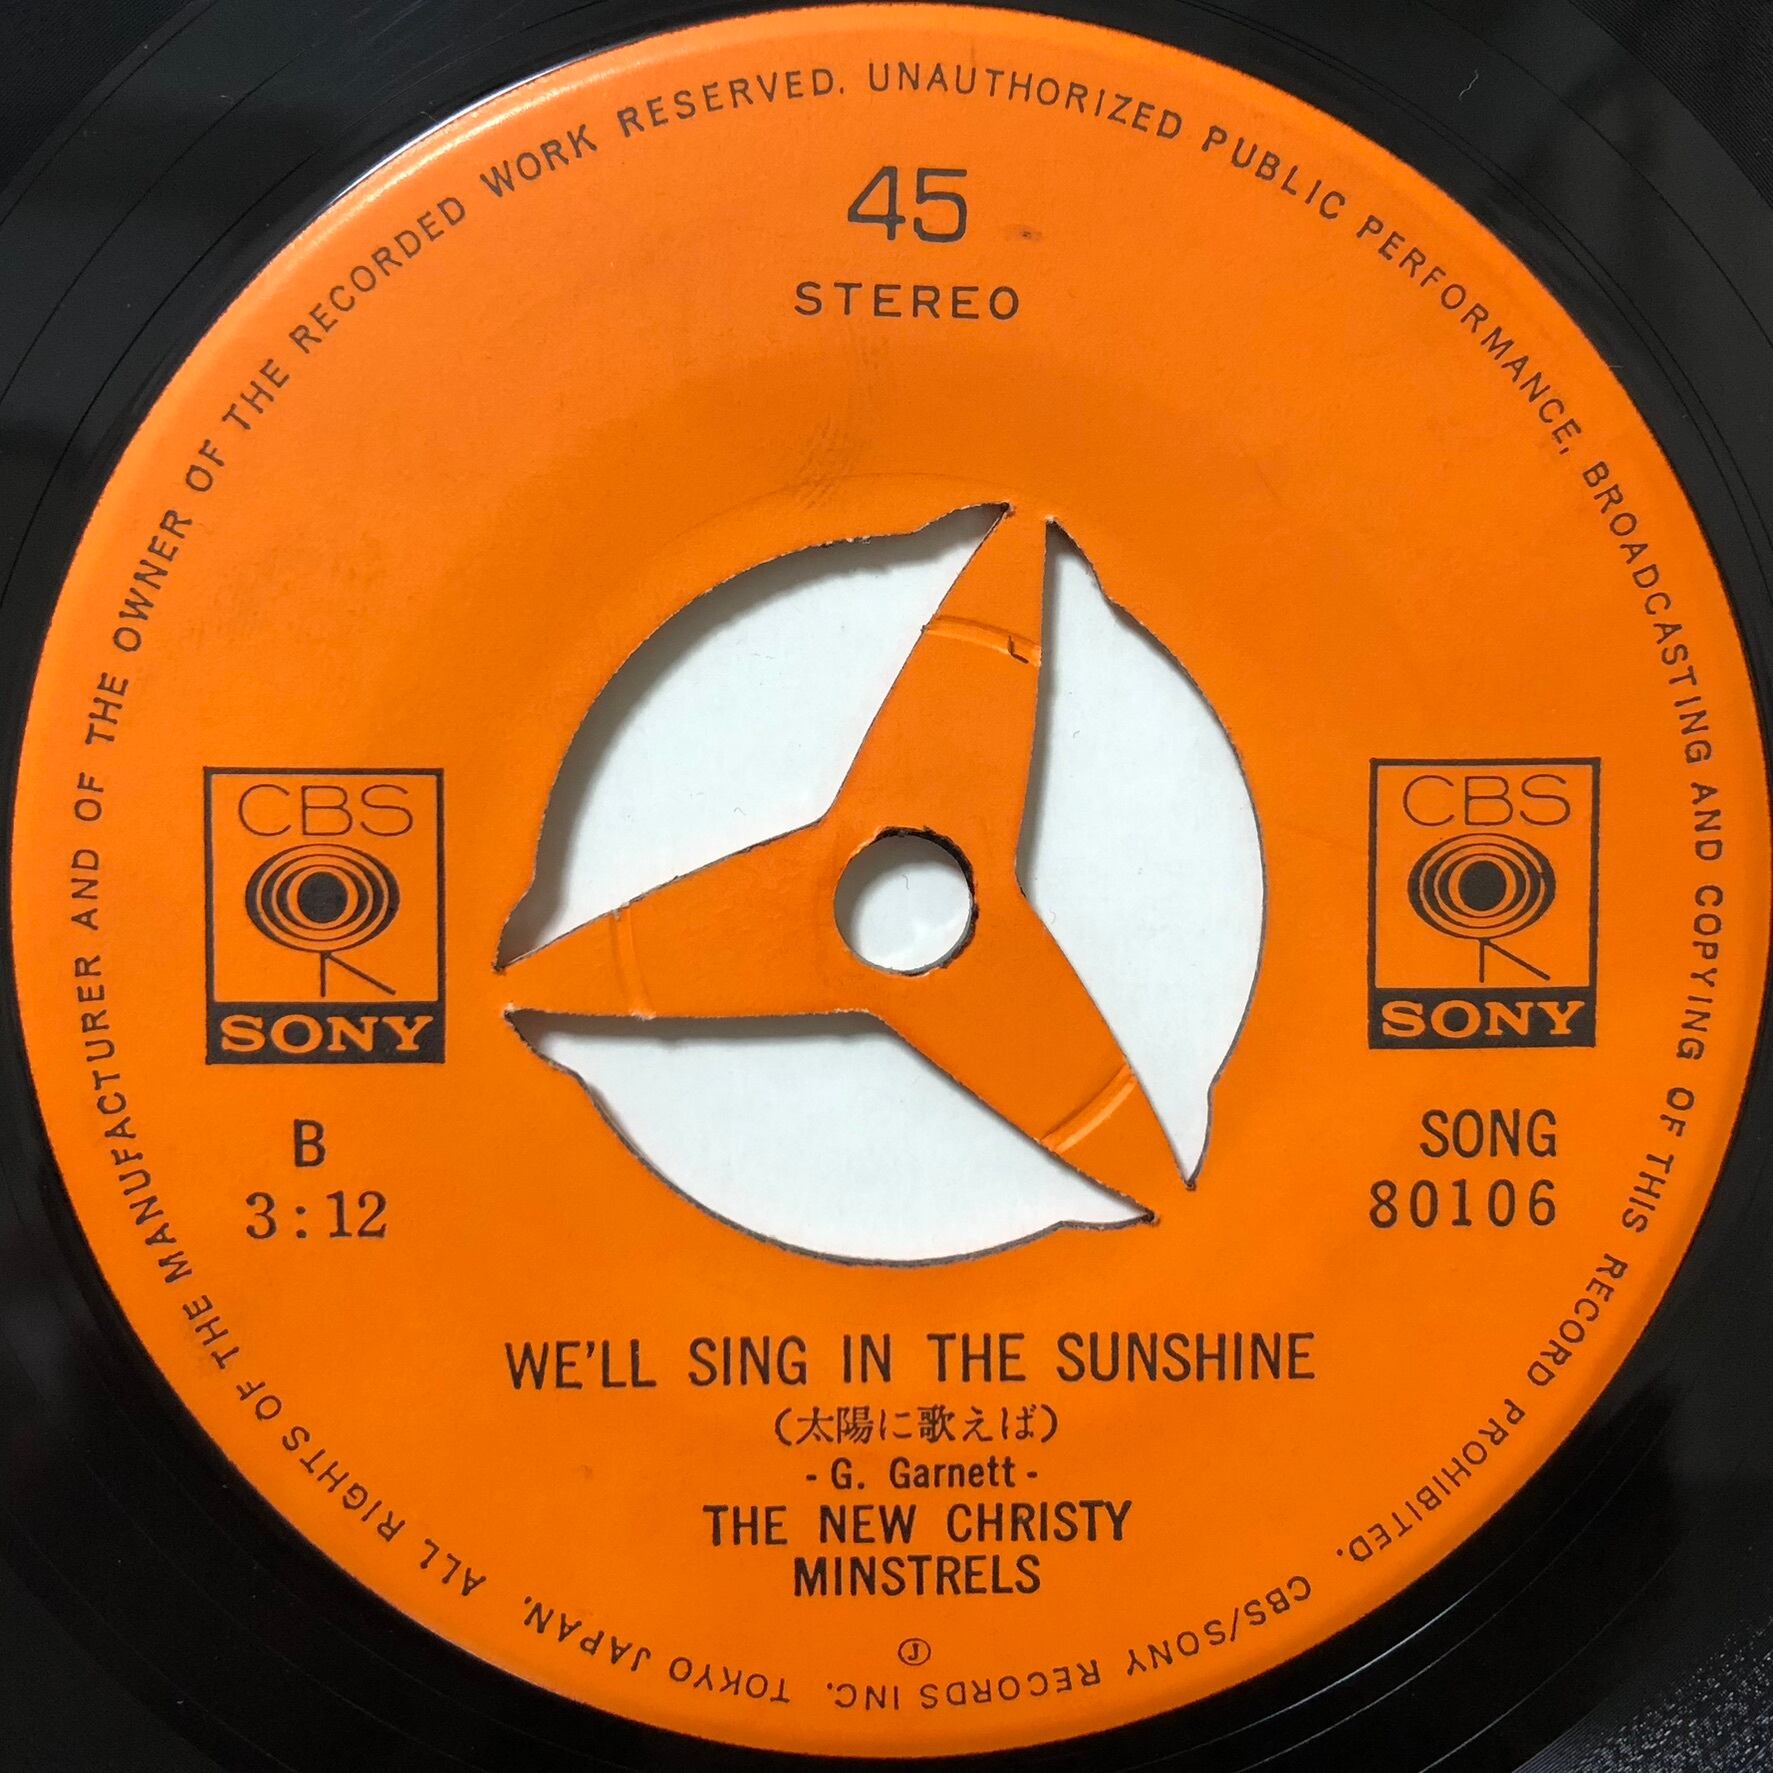 45
STEREO
CBS
SONY
CBS
SONY
B
3:12
SONG
80106
WE'LL SING IN THE SUNSHINE
(太陽に歌えば)
- G. Garnett -
THE NEW CHRISTY
MINSTRELS
Ⓙ
ALL RIGHTS OF THE MANUFACTURER AND OF THE OWNER OF THE RECORDED WORK RESERVED. UNAUTHORIZED PUBLIC PERFORMANCE, BROADCASTING AND COPYING OF THIS RECORD PROHIBITED.
CBS/SONY RECORDS INC. TOKYO JAPAN.